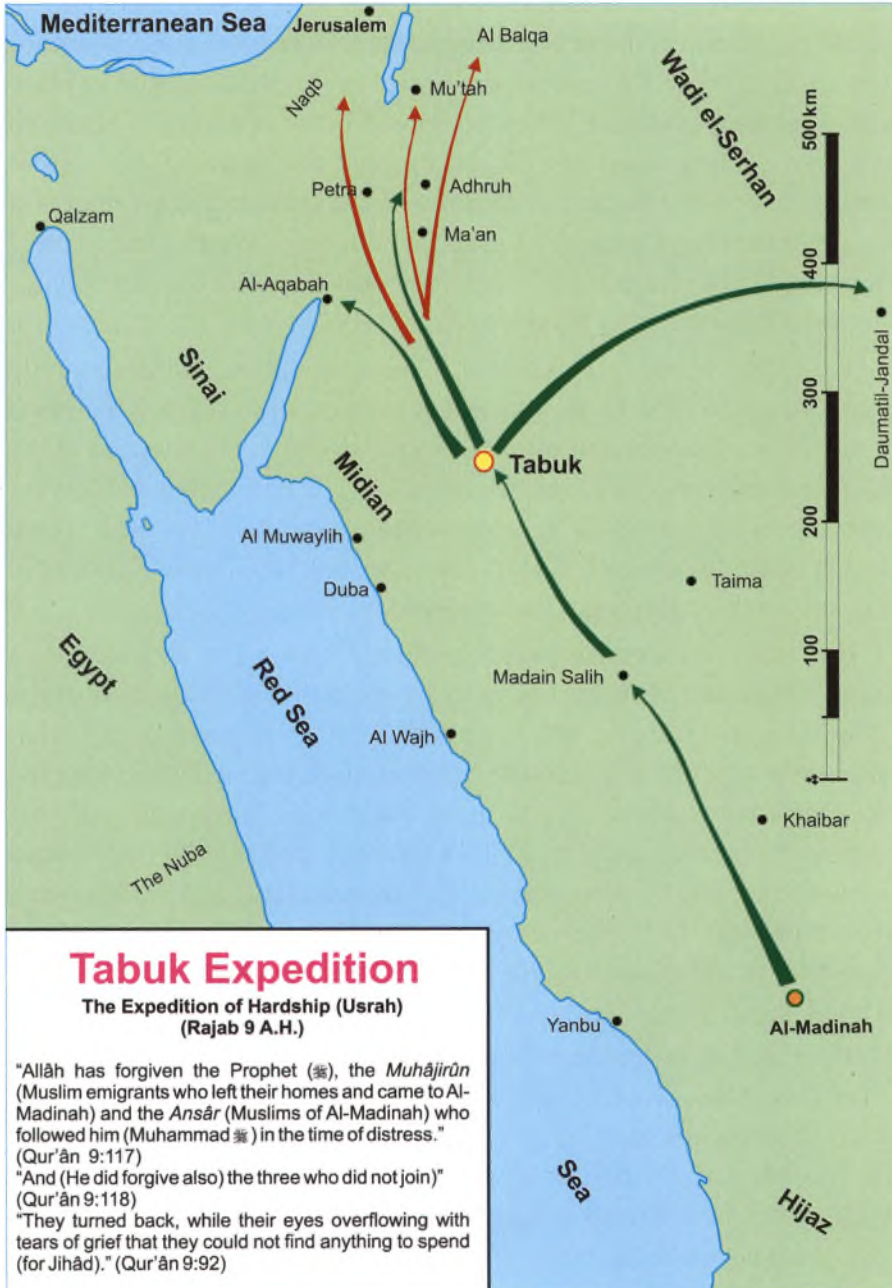 Mediterranean Sea
Jerusalem
Al Balqa
Naqb
Mu'tah
Wadi el-Serhan
500km
Petra
Adhruh
Qalzam
Ma'an
400
Al-Aqabah
Daumatil-Jandal
Sinai
300
Tabuk
Midian
200
Al Muwaylih
Taima
Duba
100
Egypt
Red Sea
Madain Salih
Al Wajh
Khaibar
The Nuba
Yanbu
Al-Madinah
Sea
Hijaz
Tabuk Expedition
The Expedition of Hardship (Usrah)
(Rajab 9 A.H.)
"Allâh has forgiven the Prophet (ﷺ), the Muhâjirûn
(Muslim emigrants who left their homes and came to Al-
Madinah) and the Ansâr (Muslims of Al-Madinah) who
followed him (Muhammad ﷺ) in the time of distress."
(Qur'ân 9:117)
"And (He did forgive also) the three who did not join)"
(Qur'ân 9:118)
"They turned back, while their eyes overflowing with
tears of grief that they could not find anything to spend
(for Jihâd)." (Qur'ân 9:92)